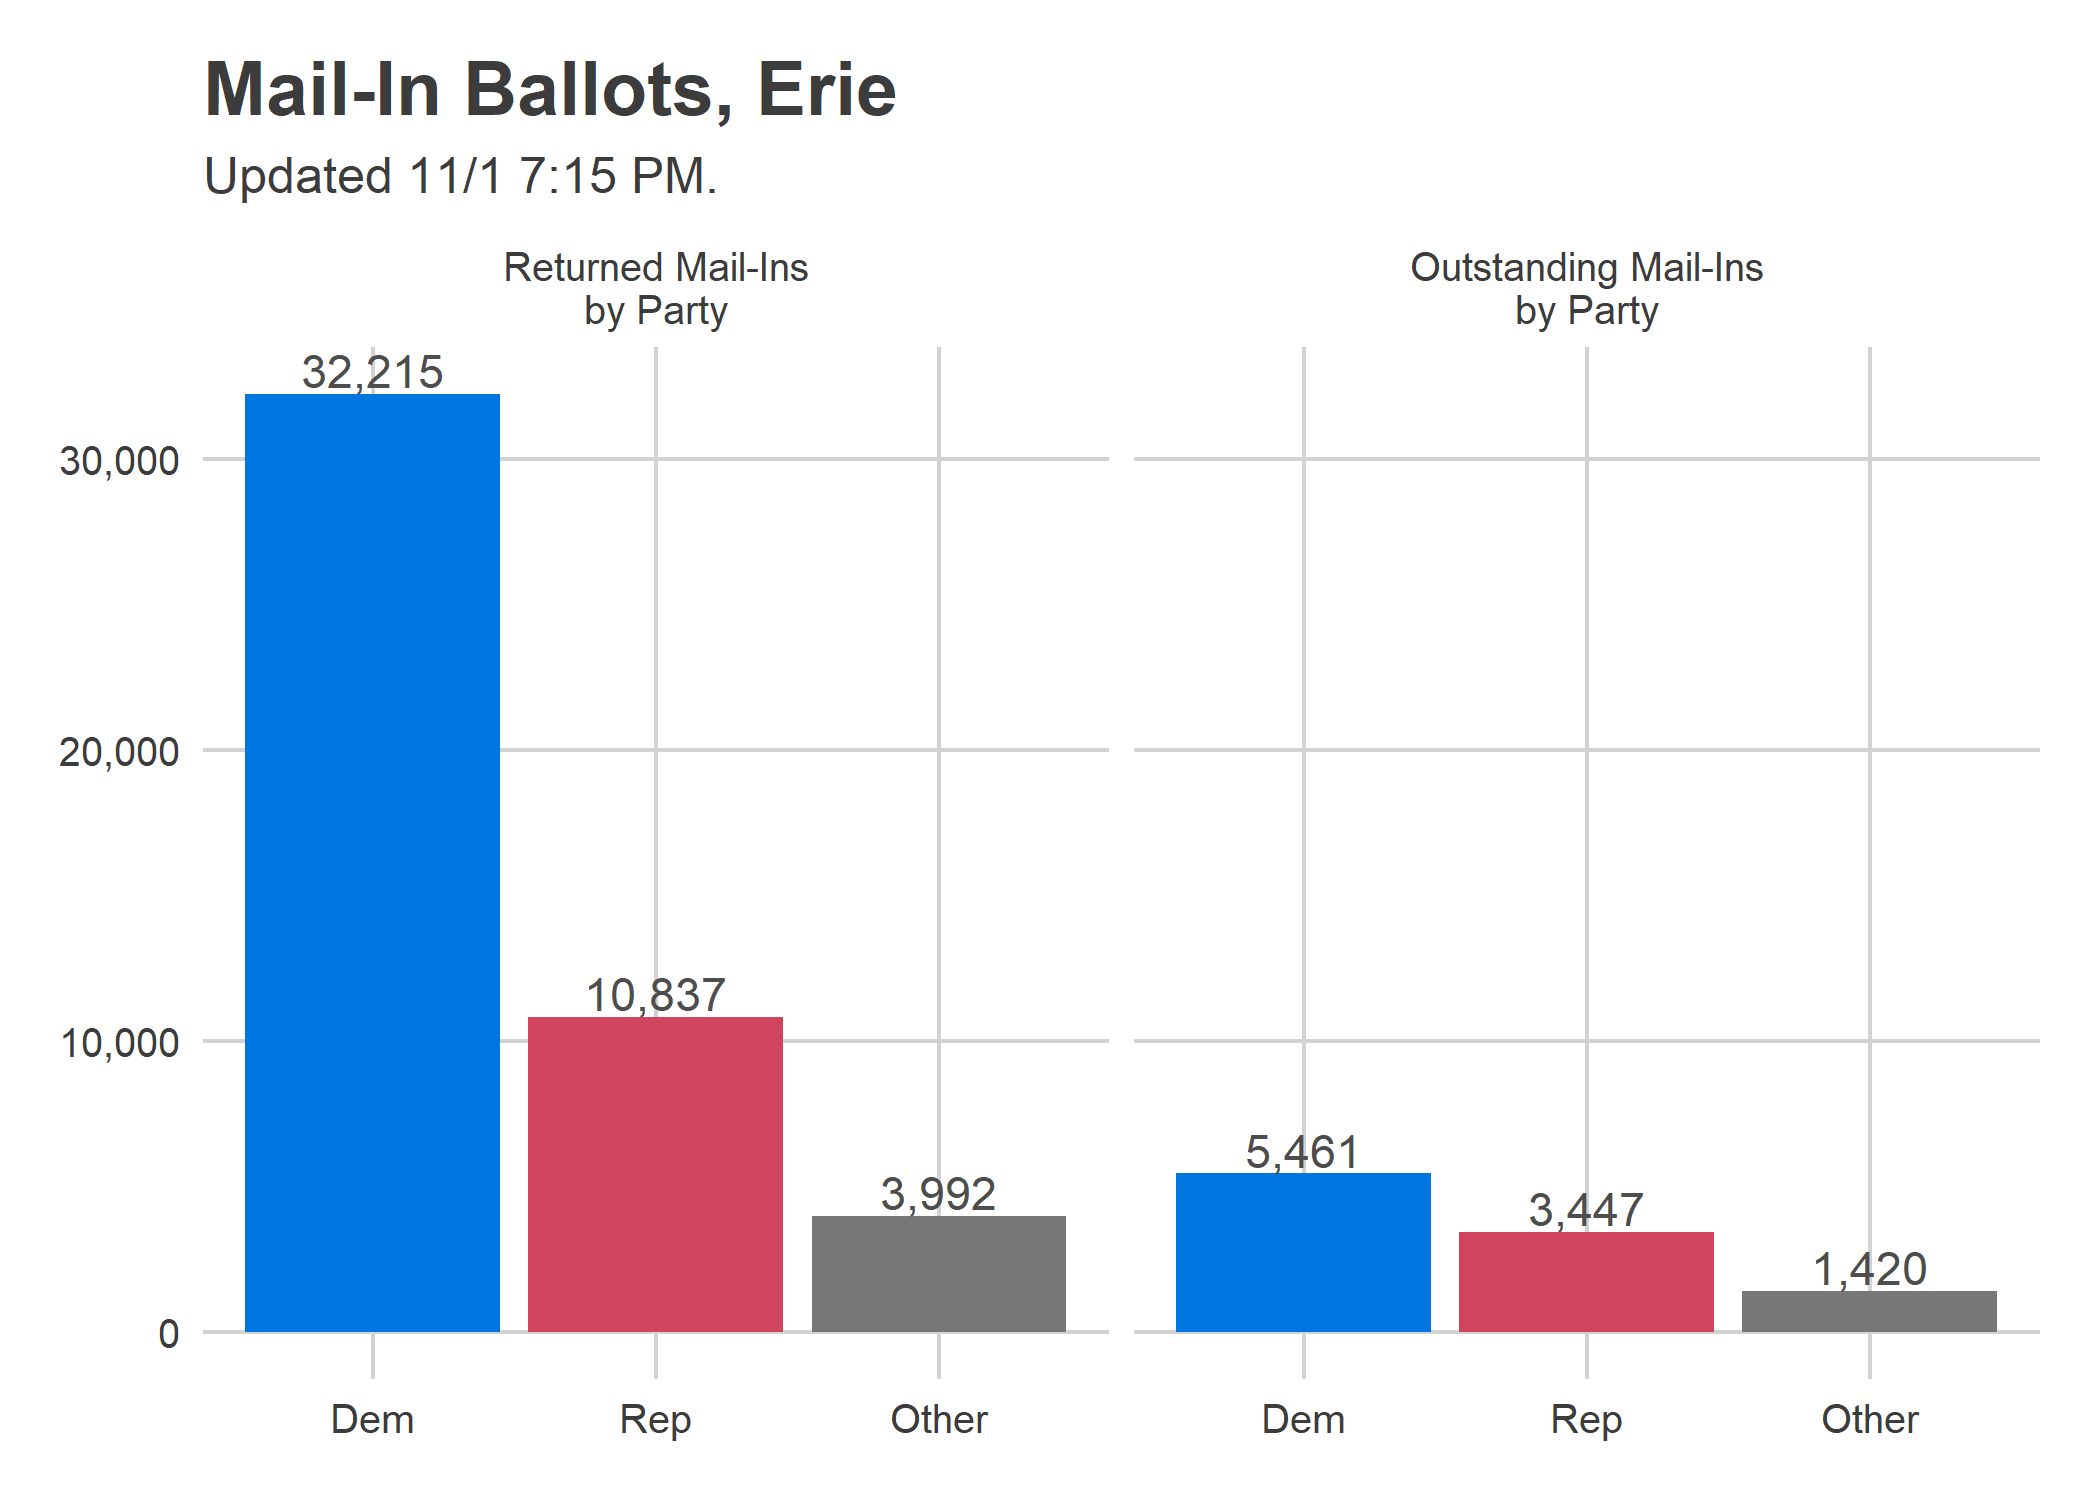 Mail-In Ballots, Erie
Updated 11/1 7:15 PM.
Returned Mail-Ins
by Party
Outstanding Mail-Ins
by Party
32,215
30,000
20,000
10,837
10,000
5,461
3,992
3,447
1,420
0
Dem
Rep
Other
Dem
Rep
Other